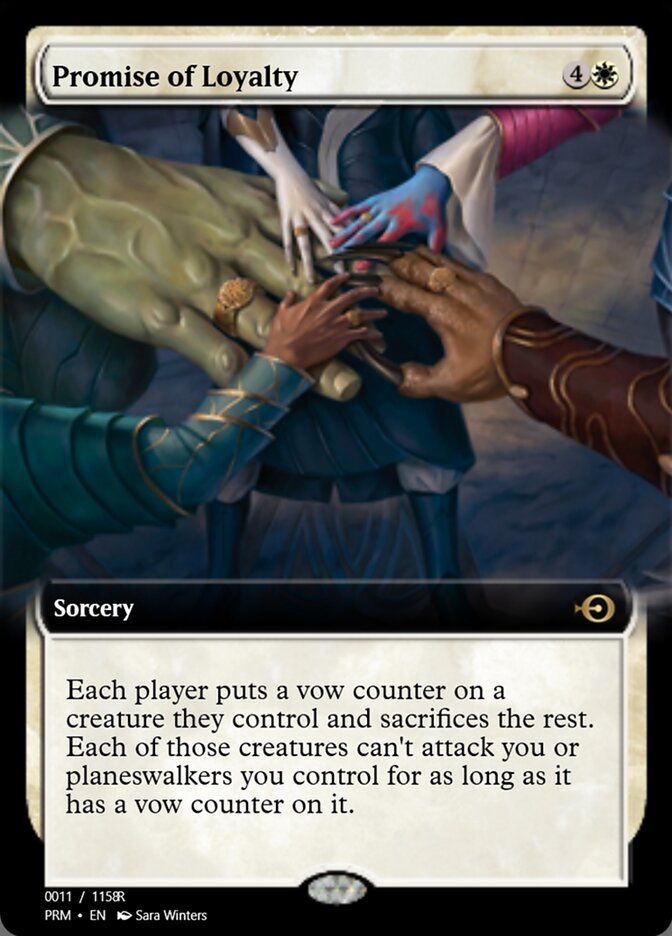 Promise of Loyalty
4
Sorcery
Each player puts a vow counter on a
creature they control and sacrifices the rest.
Each of those creatures can't attack you or
planeswalkers you control for as long as it
has a vow counter on it.
0011 / 1158R
PRM • EN Sara Winters